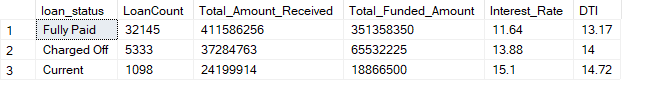 loan_status LoanCount Total_Amount_Received Total_Funded_Amount Interest_Rate DTI
1 Fully Paid 32145 411586256 351358350 11.64 13.17
2 Charged Off 5333 37284763 65532225 13.88 14
3 Current 1098 24199914 18866500 15.1 14.72